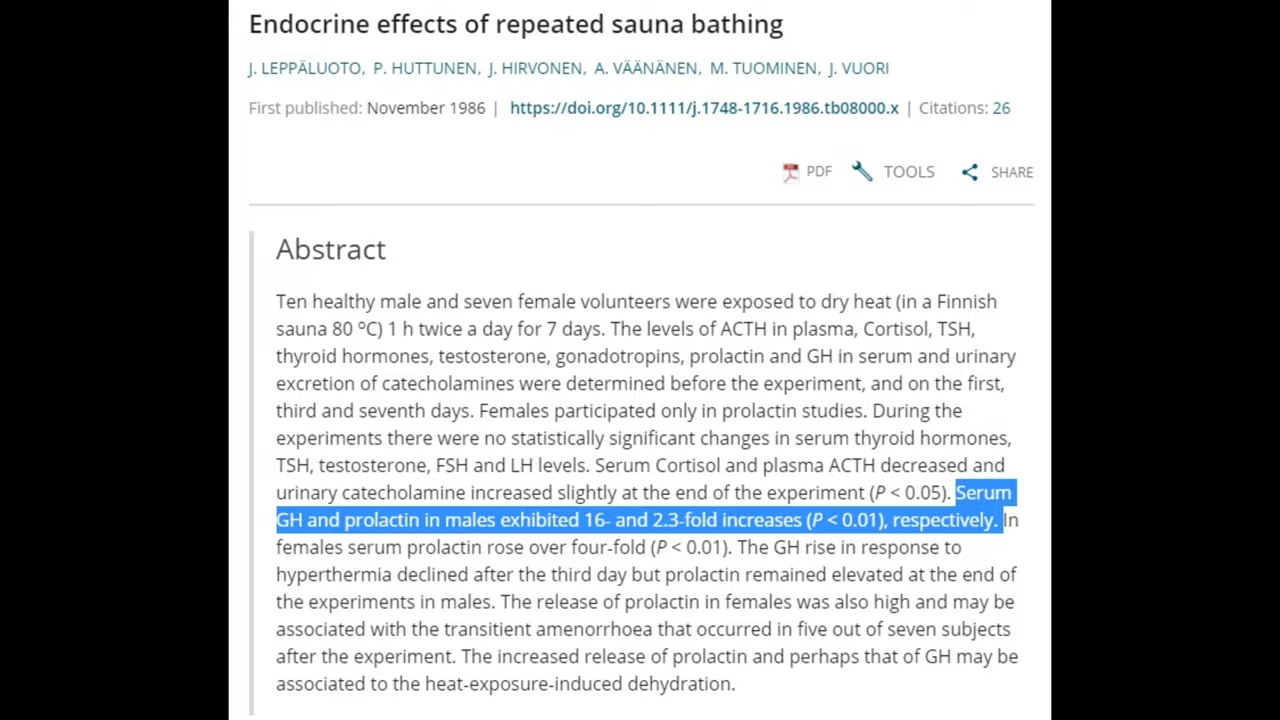 Endocrine effects of repeated sauna bathing
J. LEPPÄLUOTO, P. HUTTUNEN, J. HIRVONEN, A. VÄÄNÄNEN, M. TUOMINEN, J. VUORI
First published: November 1986 | https://doi.org/10.1111/j.1748-1716.1986.tb08000.x | Citations: 26
PDF TOOLS SHARE
Abstract
Ten healthy male and seven female volunteers were exposed to dry heat (in a Finnish
sauna 80 °C) 1 h twice a day for 7 days. The levels of ACTH in plasma, Cortisol, TSH,
thyroid hormones, testosterone, gonadotropins, prolactin and GH in serum and urinary
excretion of catecholamines were determined before the experiment, and on the first,
third and seventh days. Females participated only in prolactin studies. During the
experiments there were no statistically significant changes in serum thyroid hormones,
TSH, testosterone, FSH and LH levels. Serum Cortisol and plasma ACTH decreased and
urinary catecholamine increased slightly at the end of the experiment (P < 0.05). Serum
GH and prolactin in males exhibited 16- and 2.3-fold increases (P < 0.01), respectively. In
females serum prolactin rose over four-fold (P < 0.01). The GH rise in response to
hyperthermia declined after the third day but prolactin remained elevated at the end of
the experiments in males. The release of prolactin in females was also high and may be
associated with the transitient amenorrhoea that occurred in five out of seven subjects
after the experiment. The increased release of prolactin and perhaps that of GH may be
associated to the heat-exposure-induced dehydration.